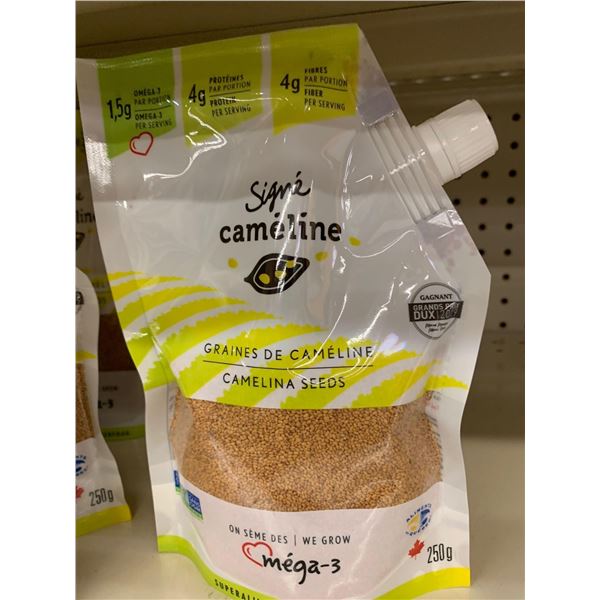 1,5g
OMÉGA-3
PAR PORTION
OMEGA-3
PER SERVING
4g
PROTÉINES
PAR PORTION
PROTEIN
PER SERVING
4g
FIBRES
PAR PORTION
FIBER
PER SERVING
Signé
caméline
GAGNANT
GRANDS PRIX
DUX
GRAINES DE CAMÉLINE
CAMELINA SEEDS
ON SÈME DES | WE GROW
méga-3
ALIMENTS
250g
250g